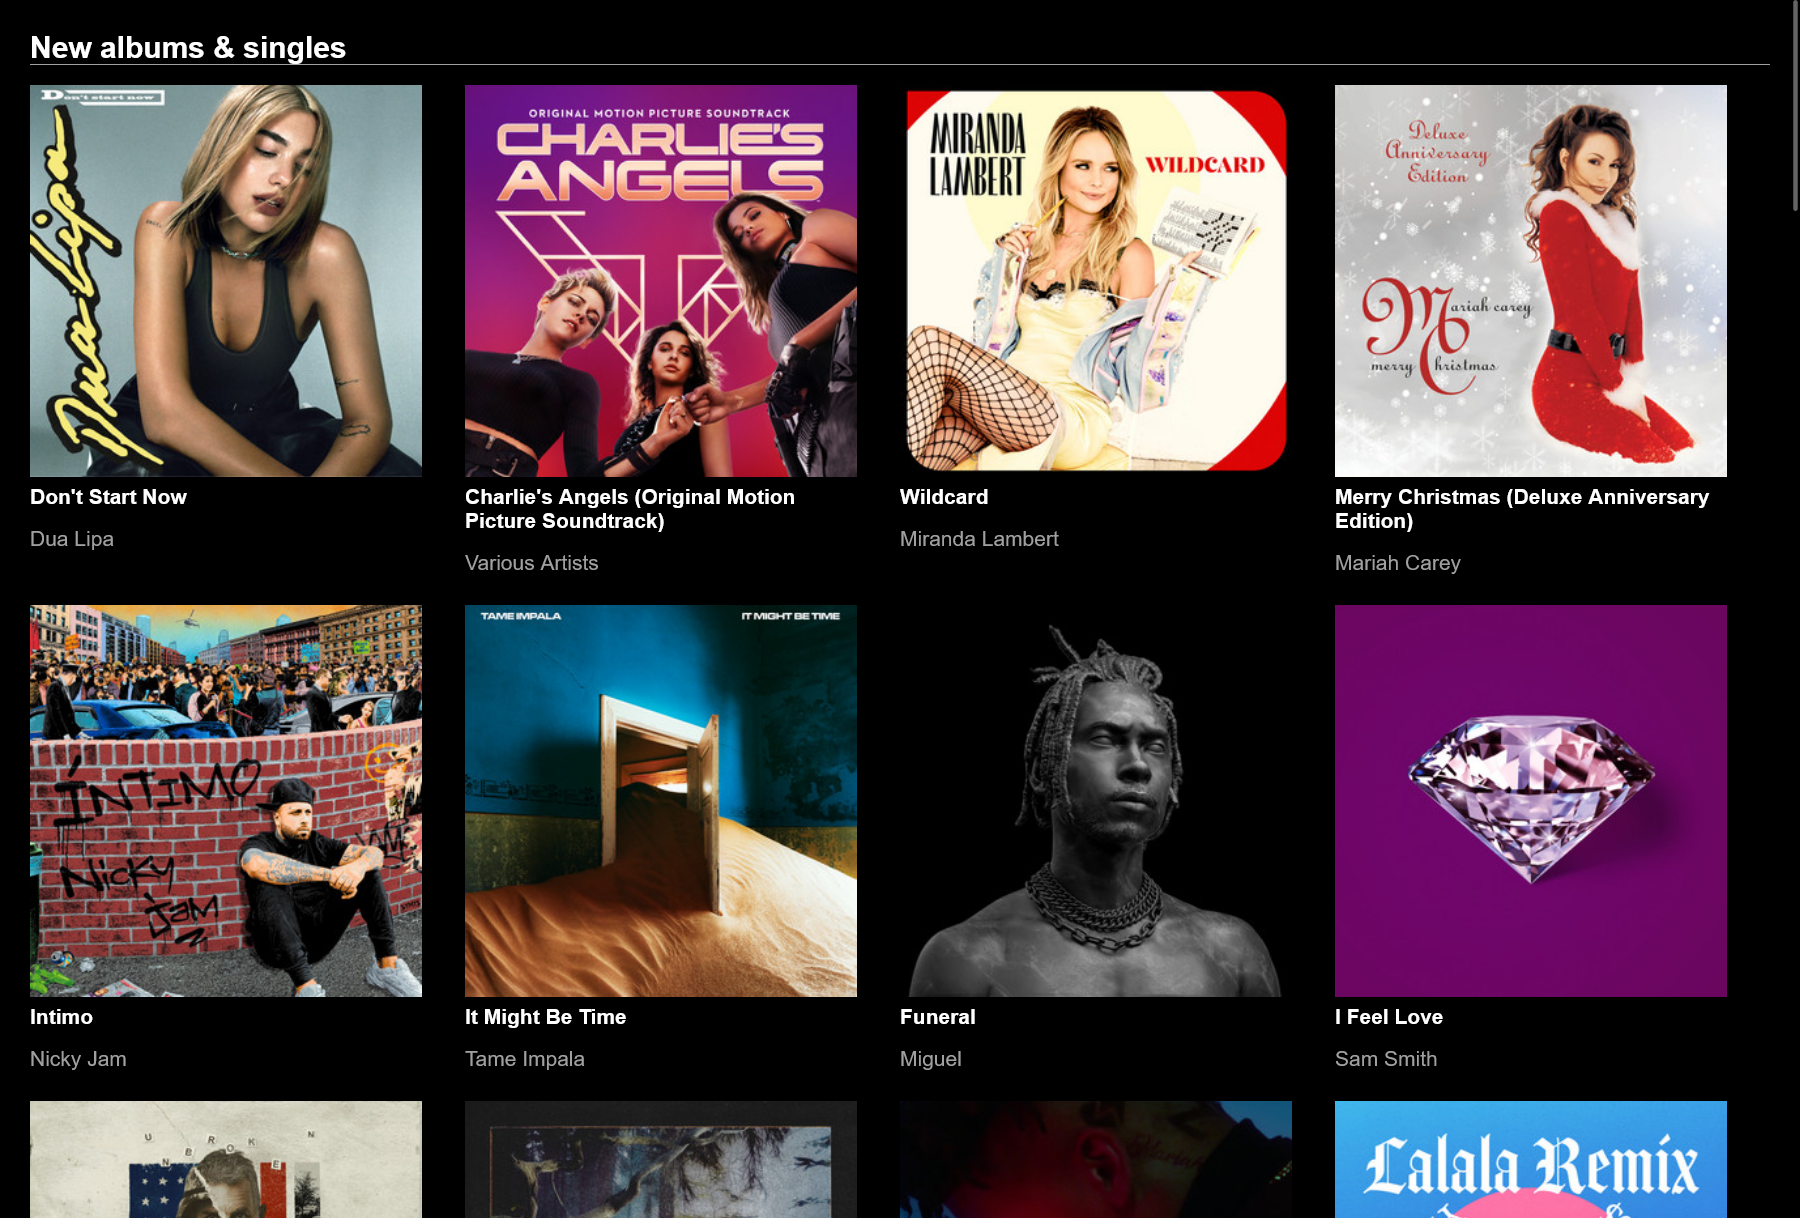 New albums & singles
Don't start now
Dua Lipa
ORIGINAL MOTION PICTURE SOUNDTRACK
CHARLIE'S
ANGELS
MIRANDA
LAMBERT
WILDCARD
Deluxe
Anniversary
Edition
Mariah carey
merry Christmas
Don't Start Now
Dua Lipa
Charlie's Angels (Original Motion
Picture Soundtrack)
Various Artists
Wildcard
Miranda Lambert
Merry Christmas (Deluxe Anniversary
Edition)
Mariah Carey
ÍNTIMO
Nicky
Jam
TAME IMPALA
IT MIGHT BE TIME
Intimo
Nicky Jam
It Might Be Time
Tame Impala
Funeral
Miguel
I Feel Love
Sam Smith
UNBROKEN
Lalala Remix